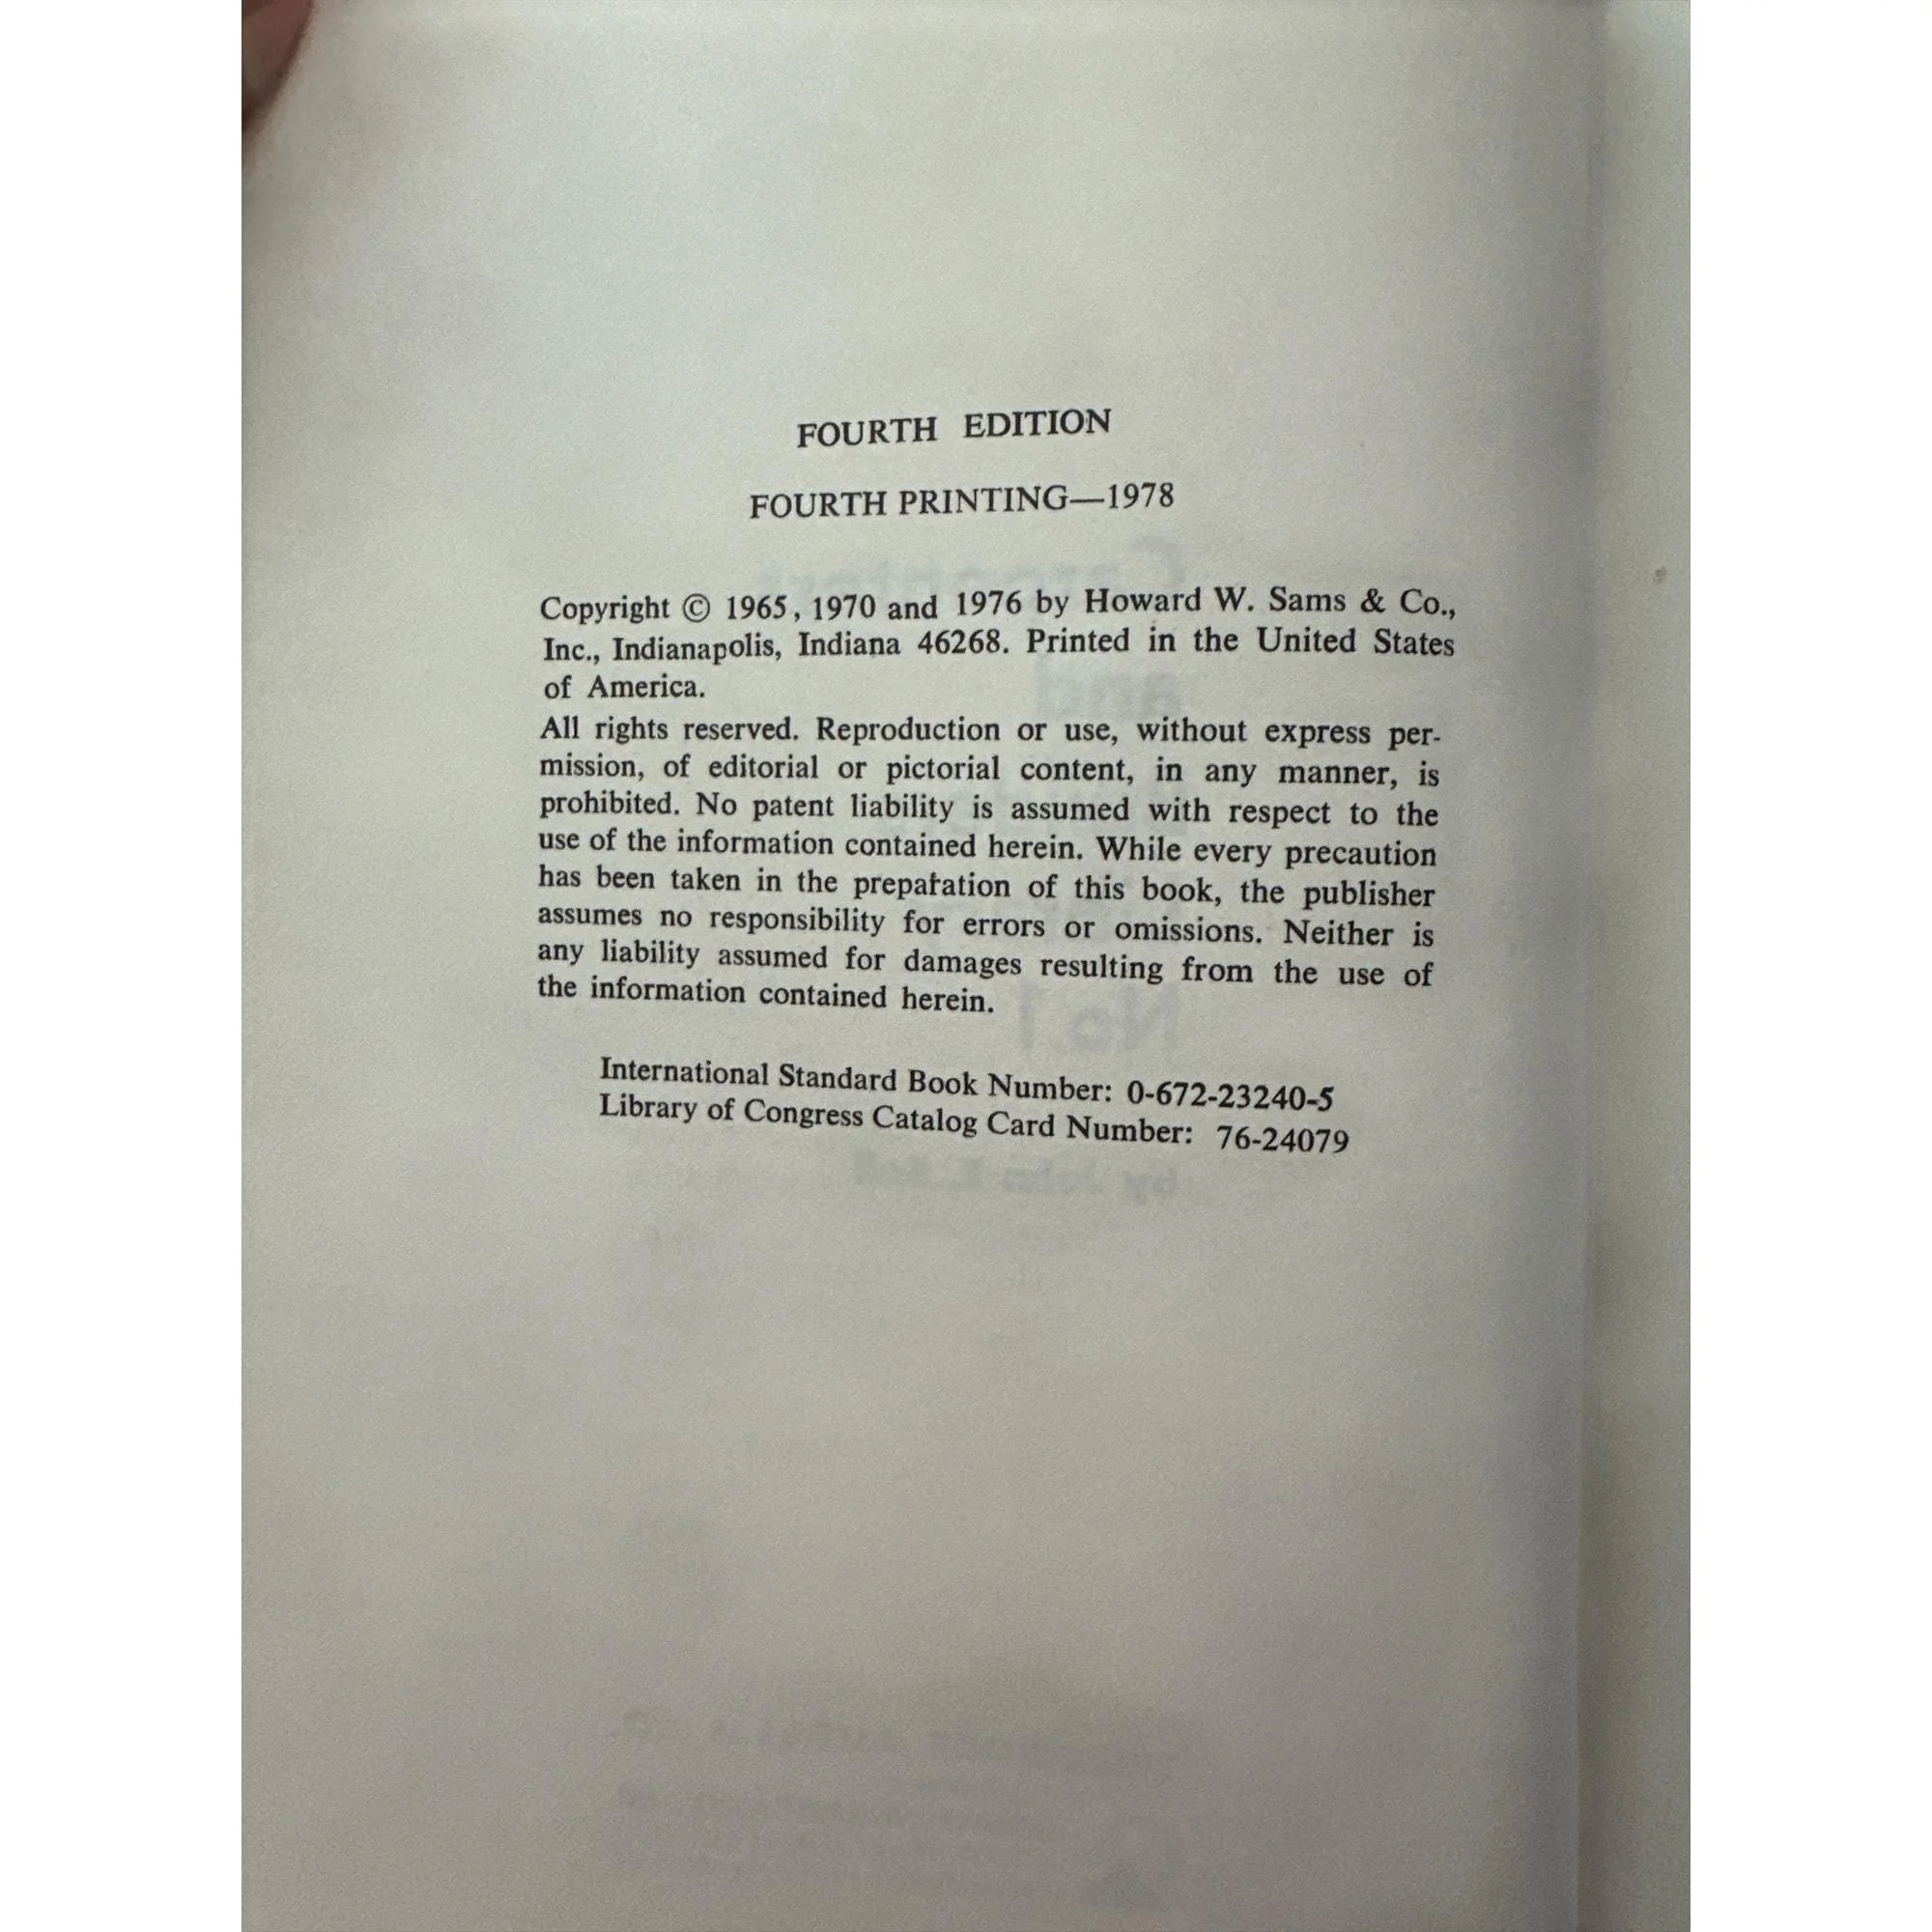 FOURTH EDITION
FOURTH PRINTING—1978
Copyright © 1965, 1970 and 1976 by Howard W. Sams & Co.,
Inc., Indianapolis, Indiana 46268. Printed in the United States
of America.
All rights reserved. Reproduction or use, without express per-
mission, of editorial or pictorial content, in any manner, is
prohibited. No patent liability is assumed with respect to the
use of the information contained herein. While every precaution
has been taken in the preparation of this book, the publisher
assumes no responsibility for errors or omissions. Neither is
any liability assumed for damages resulting from the use of
the information contained herein.
International Standard Book Number: 0-672-23240-5
Library of Congress Catalog Card Number: 76-24079